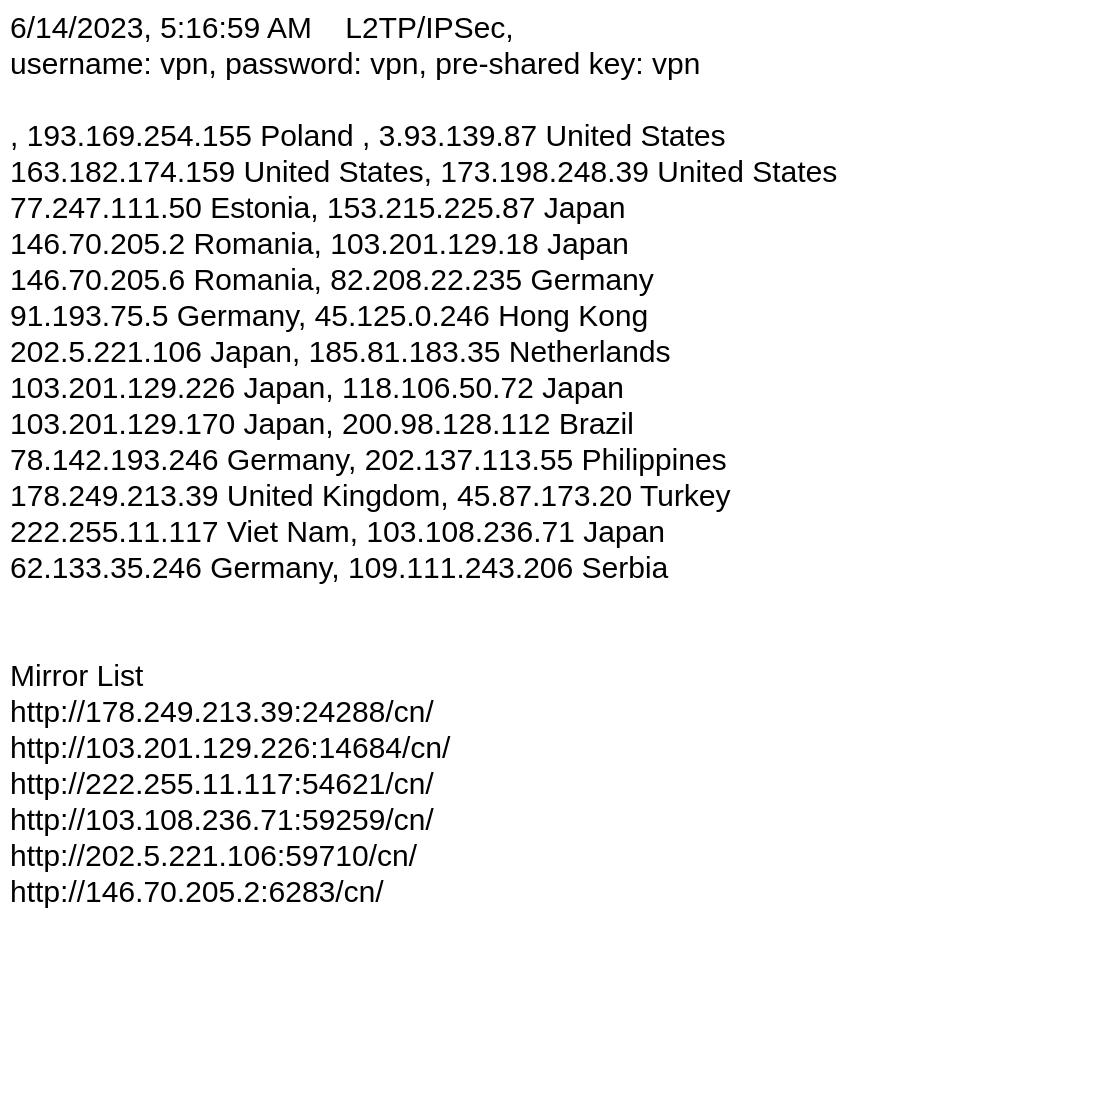 6/14/2023, 5:16:59 AM    L2TP/IPSec,
username: vpn, password: vpn, pre-shared key: vpn
, 193.169.254.155 Poland , 3.93.139.87 United States
163.182.174.159 United States, 173.198.248.39 United States
77.247.111.50 Estonia, 153.215.225.87 Japan
146.70.205.2 Romania, 103.201.129.18 Japan
146.70.205.6 Romania, 82.208.22.235 Germany
91.193.75.5 Germany, 45.125.0.246 Hong Kong
202.5.221.106 Japan, 185.81.183.35 Netherlands
103.201.129.226 Japan, 118.106.50.72 Japan
103.201.129.170 Japan, 200.98.128.112 Brazil
78.142.193.246 Germany, 202.137.113.55 Philippines
178.249.213.39 United Kingdom, 45.87.173.20 Turkey
222.255.11.117 Viet Nam, 103.108.236.71 Japan
62.133.35.246 Germany, 109.111.243.206 Serbia
Mirror List
http://178.249.213.39:24288/cn/
http://103.201.129.226:14684/cn/
http://222.255.11.117:54621/cn/
http://103.108.236.71:59259/cn/
http://202.5.221.106:59710/cn/
http://146.70.205.2:6283/cn/